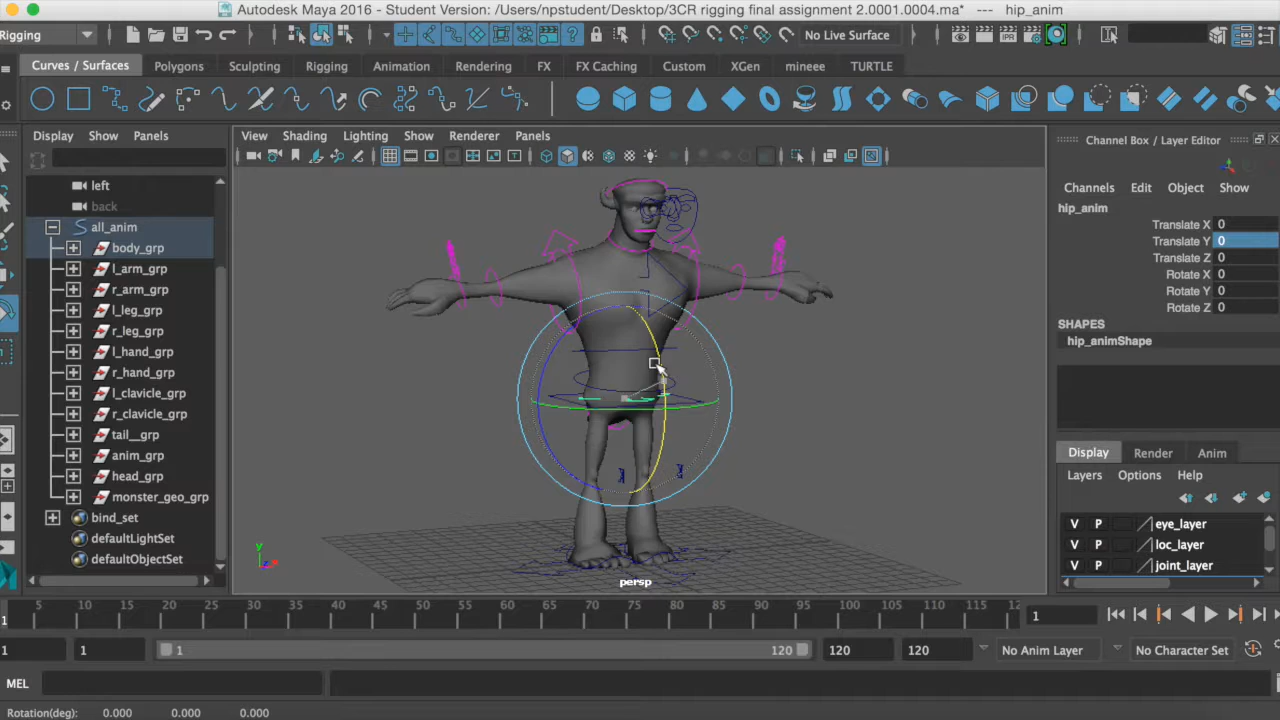 Autodesk Maya 2016 - Student Version: /Users/npstudent/Desktop/3CR rigging final assignment 2.0001.0004.ma* --- hip_anim
Rigging
No Live Surface
Curves / Surfaces Polygons Sculpting Rigging Animation Rendering FX FX Caching Custom XGen mineee TURTLE
Display Show Panels
View Shading Lighting Show Renderer Panels
Channel Box / Layer Editor
left
back
all_anim
body_grp
l_arm_grp
r_arm_grp
l_leg_grp
r_leg_grp
l_hand_grp
r_hand_grp
l_clavicle_grp
r_clavicle_grp
tail__grp
anim_grp
head_grp
monster_geo_grp
bind_set
defaultLightSet
defaultObjectSet
y
persp
Channels Edit Object Show
hip_anim
Translate X 0
Translate Y 0
Translate Z 0
Rotate X 0
Rotate Y 0
Rotate Z 0
SHAPES
hip_animShape
Display Render Anim
Layers Options Help
V P eye_layer
V P loc_layer
V P joint_layer
5 10 15 20 25 30 35 40 45 50 55 60 65 70 75 80 85 90 95 100 105 110 115 12
1
1
1 1 1 120 120 120 No Anim Layer No Character Set
MEL
Rotation(deg): 0.000 0.000 0.000